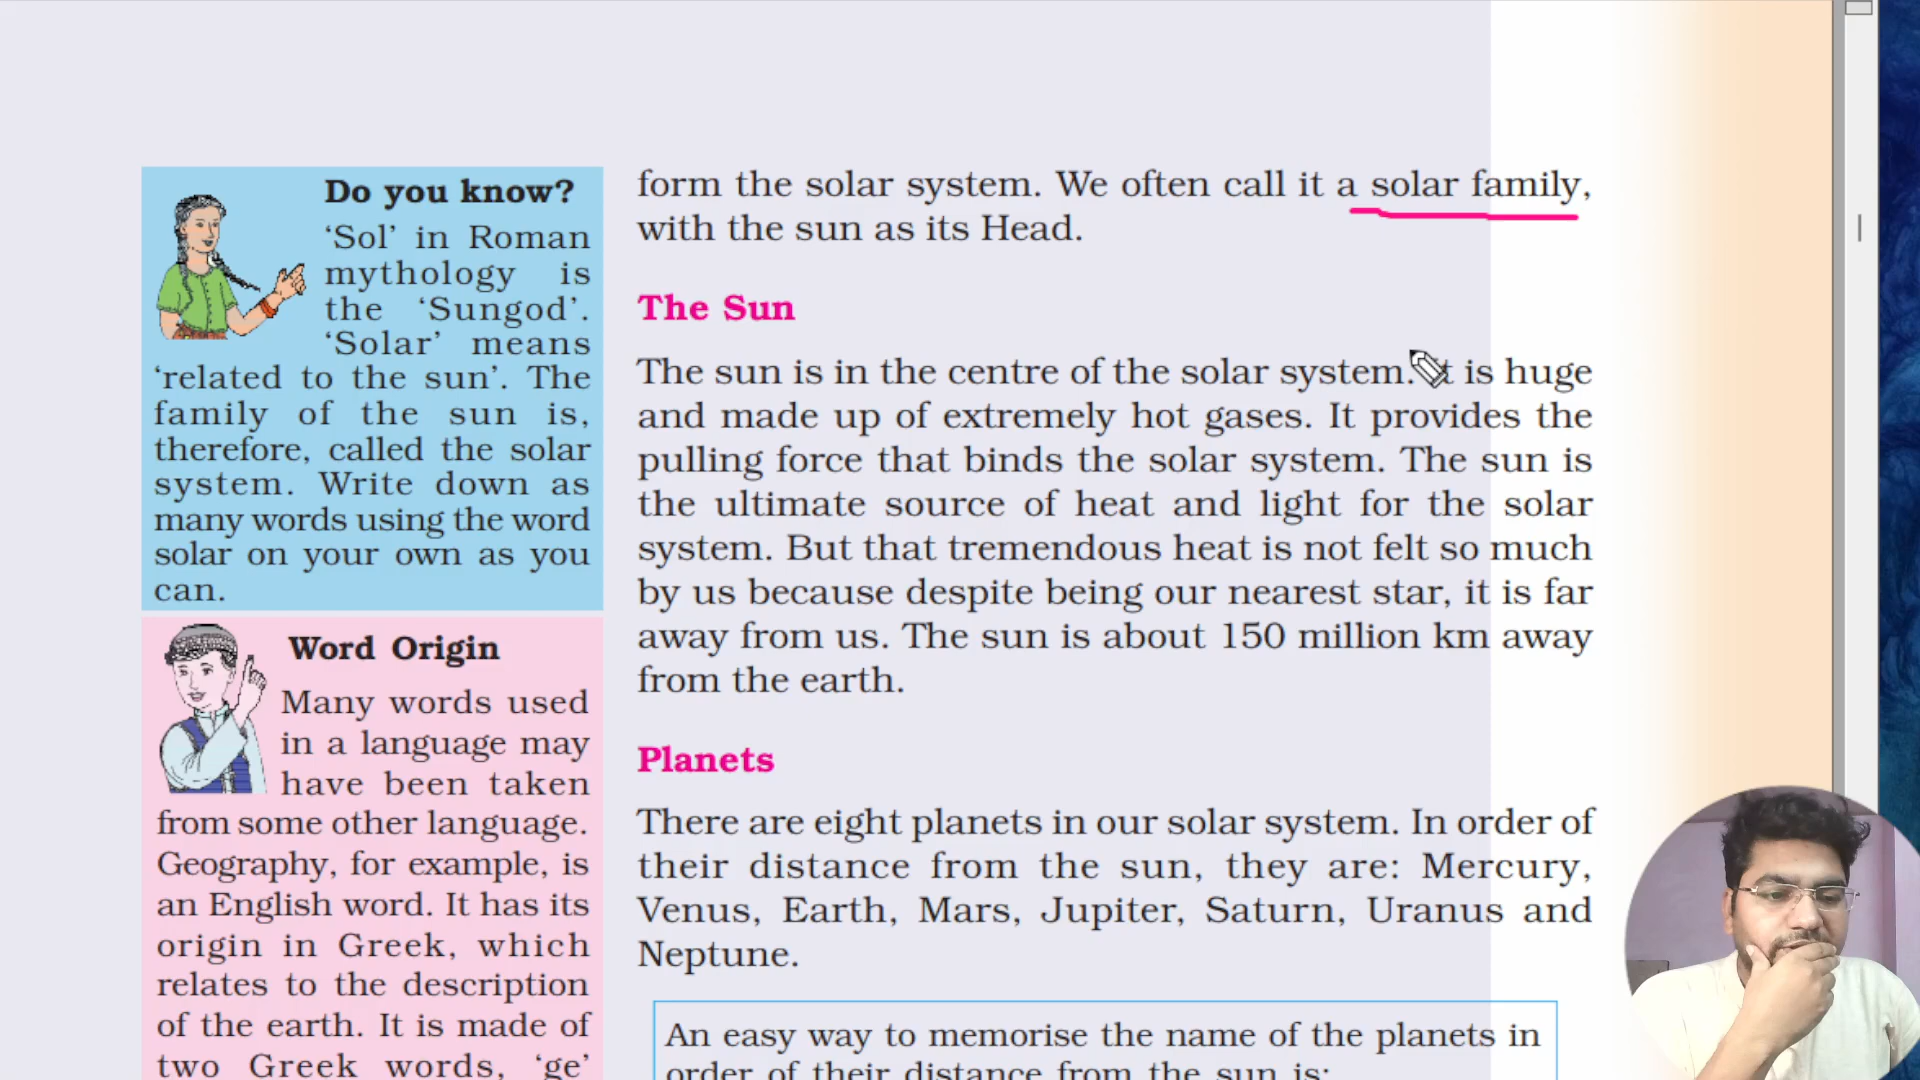 Do you know?
‘Sol’ in Roman
mythology is
the ‘Sungod’.
‘Solar’ means
‘related to the sun’. The
family of the sun is,
therefore, called the solar
system. Write down as
many words using the word
solar on your own as you
can.
Word Origin
Many words used
in a language may
have been taken
from some other language.
Geography, for example, is
an English word. It has its
origin in Greek, which
relates to the description
of the earth. It is made of
two Greek words, ‘ge’
form the solar system. We often call it a solar family,
with the sun as its Head.
The Sun
The sun is in the centre of the solar system. is huge
and made up of extremely hot gases. It provides the
pulling force that binds the solar system. The sun is
the ultimate source of heat and light for the solar
system. But that tremendous heat is not felt so much
by us because despite being our nearest star, it is far
away from us. The sun is about 150 million km away
from the earth.
Planets
There are eight planets in our solar system. In order of
their distance from the sun, they are: Mercury,
Venus, Earth, Mars, Jupiter, Saturn, Uranus and
Neptune.
An easy way to memorise the name of the planets in
order of their distance from the sun is: